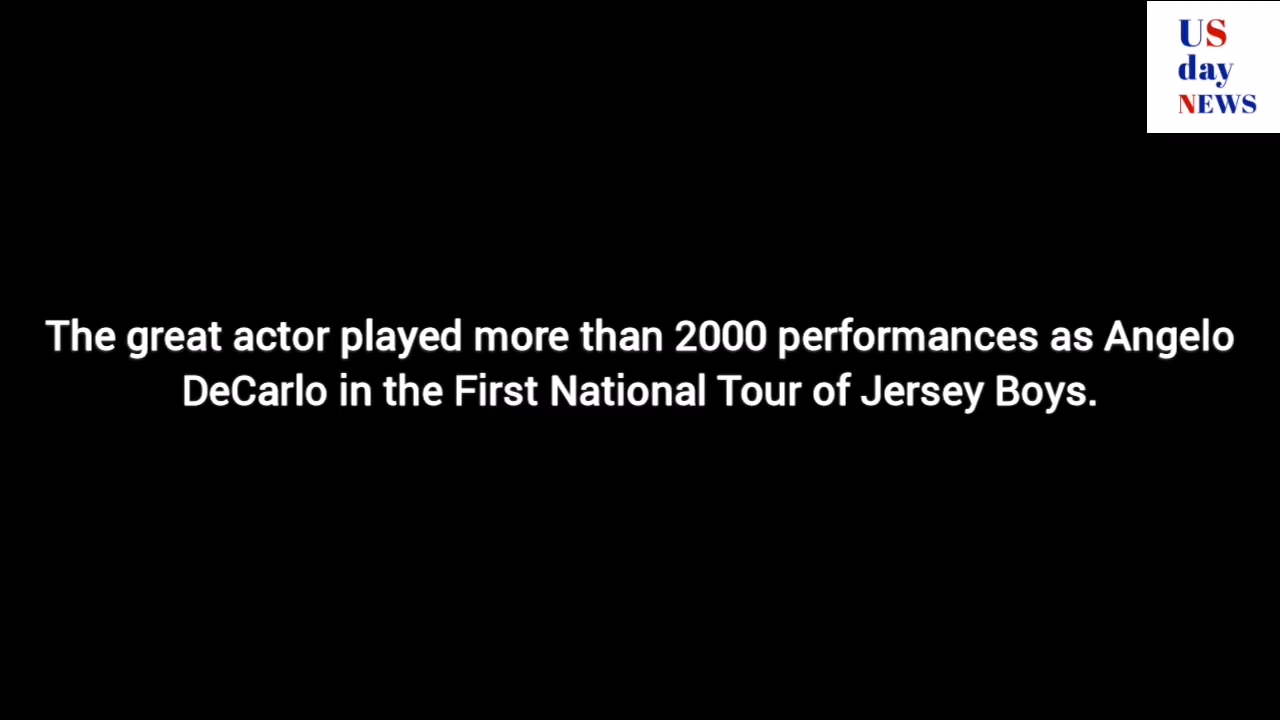 US
day
NEWS
The great actor played more than 2000 performances as Angelo
DeCarlo in the First National Tour of Jersey Boys.